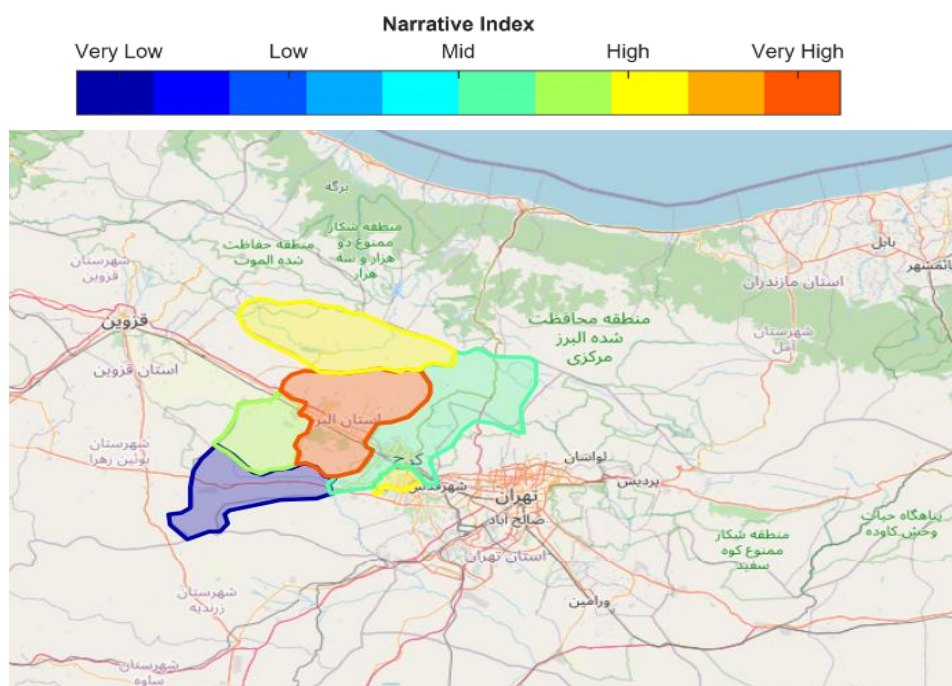 Narrative Index
Very Low Low Mid High Very High
برگه
منطقه شکار
ممنوع دو
هزار و سه
هزار
منطقه حفاظت
شده الموت
شهرستان
قزوین
بابل
قائمشهر
استان مازندران
قزوین
منطقه محافظت
شده البرز
مرکزی
شهرستان
آمل
استان قزوین
استان البرز
شهرستان
بوئین زهرا
کرج
لواسان
شهرقدس
پردیس
تهران
صالح آباد
پناهگاه حیات
وحش کاوده
منطقه شکار
ممنوع کوه
سفید
استان تهران
شهرستان
زرندیه
ورامین
شهرستان
ساوه